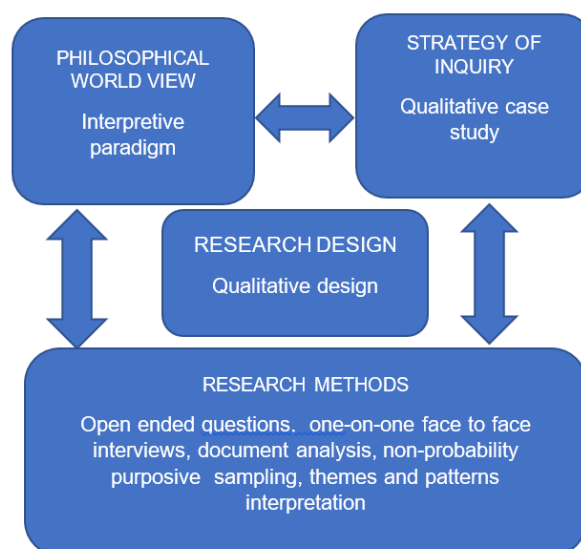 PHILOSOPHICAL
WORLD VIEW
Interpretive
paradigm
STRATEGY OF
INQUIRY
Qualitative case
study
RESEARCH DESIGN
Qualitative design
RESEARCH METHODS
Open ended questions. one-on-one face to face
interviews, document analysis, non-probability
purposive sampling, themes and patterns
interpretation